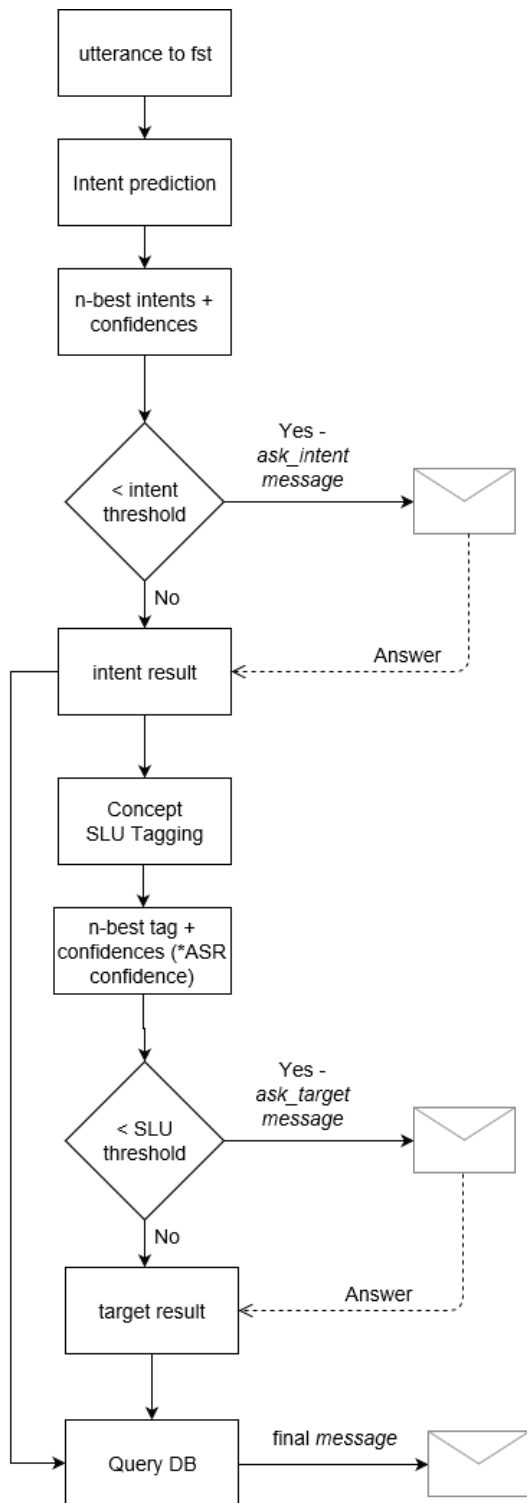 utterance to fst
Intent prediction
n-best intents +
confidences
< intent
threshold
Yes -
ask_intent
message
No
intent result
Answer
Concept
SLU Tagging
n-best tag +
confidences (*ASR
confidence)
< SLU
threshold
Yes -
ask_target
message
No
target result
Answer
Query DB
final message